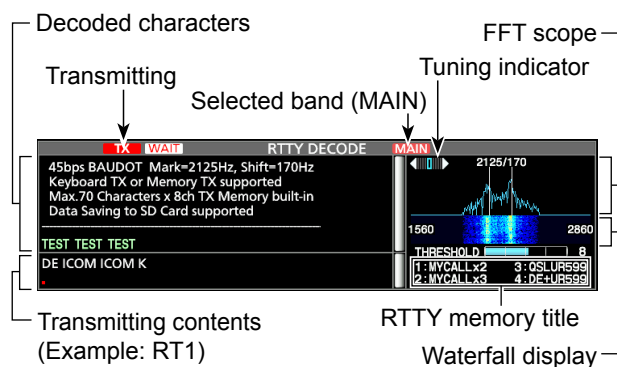 Decoded characters
FFT scope
Transmitting
Tuning indicator
Selected band (MAIN)
TX WAIT RTTY DECODE MAIN
45bps BAUDOT Mark=2125Hz, Shift=170Hz
Keyboard TX or Memory TX supported
Max.70 Characters x 8ch TX Memory built-in
Data Saving to SD Card supported
TEST TEST TEST
DE ICOM ICOM K
2125/170
1560 2860
THRESHOLD 8
1:MYCALLx2 3:QSLUR599
2:MYCALLx3 4:DE+UR599
Transmitting contents
(Example: RT1)
RTTY memory title
Waterfall display